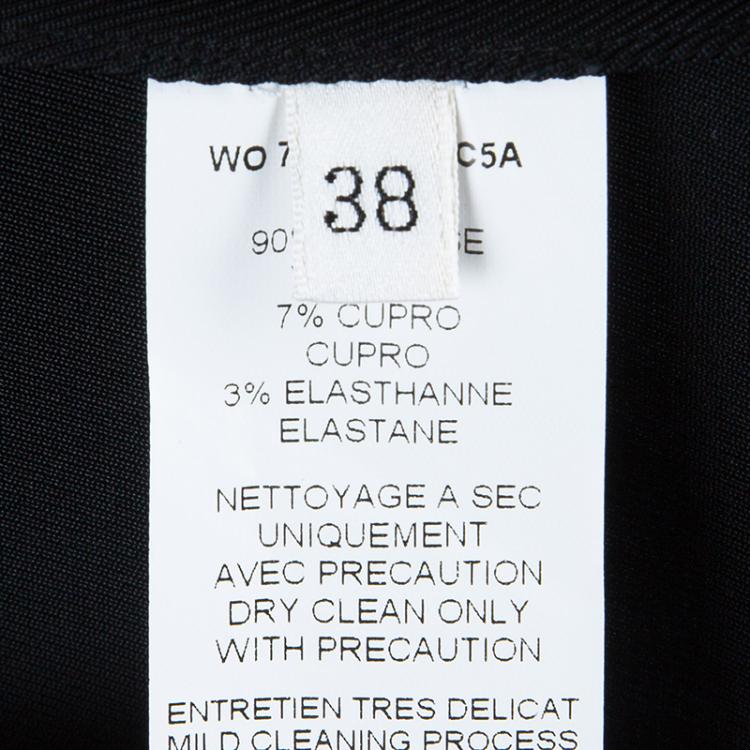 WO 7
C5A
38
90
SE
7% CUPRO
CUPRO
3% ELASTHANNE
ELASTANE
NETTOYAGE A SEC
UNIQUEMENT
AVEC PRECAUTION
DRY CLEAN ONLY
WITH PRECAUTION
ENTRETIEN TRES DELICAT
MILD CLEANING PROCESS